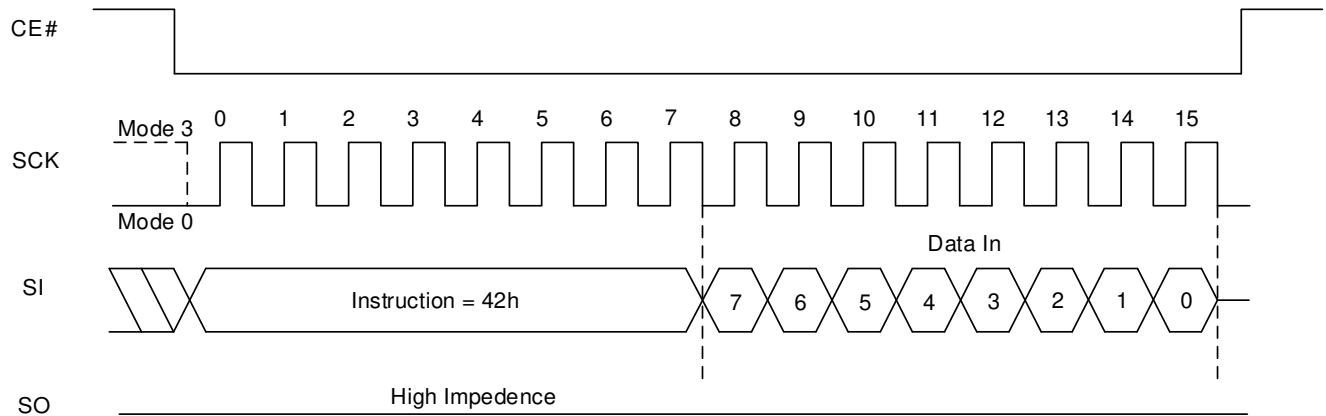 CE#
Mode 3 0 1 2 3 4 5 6 7 8 9 10 11 12 13 14 15
SCK
Mode 0
Data In
SI Instruction = 42h 7 6 5 4 3 2 1 0
High Impedence
SO